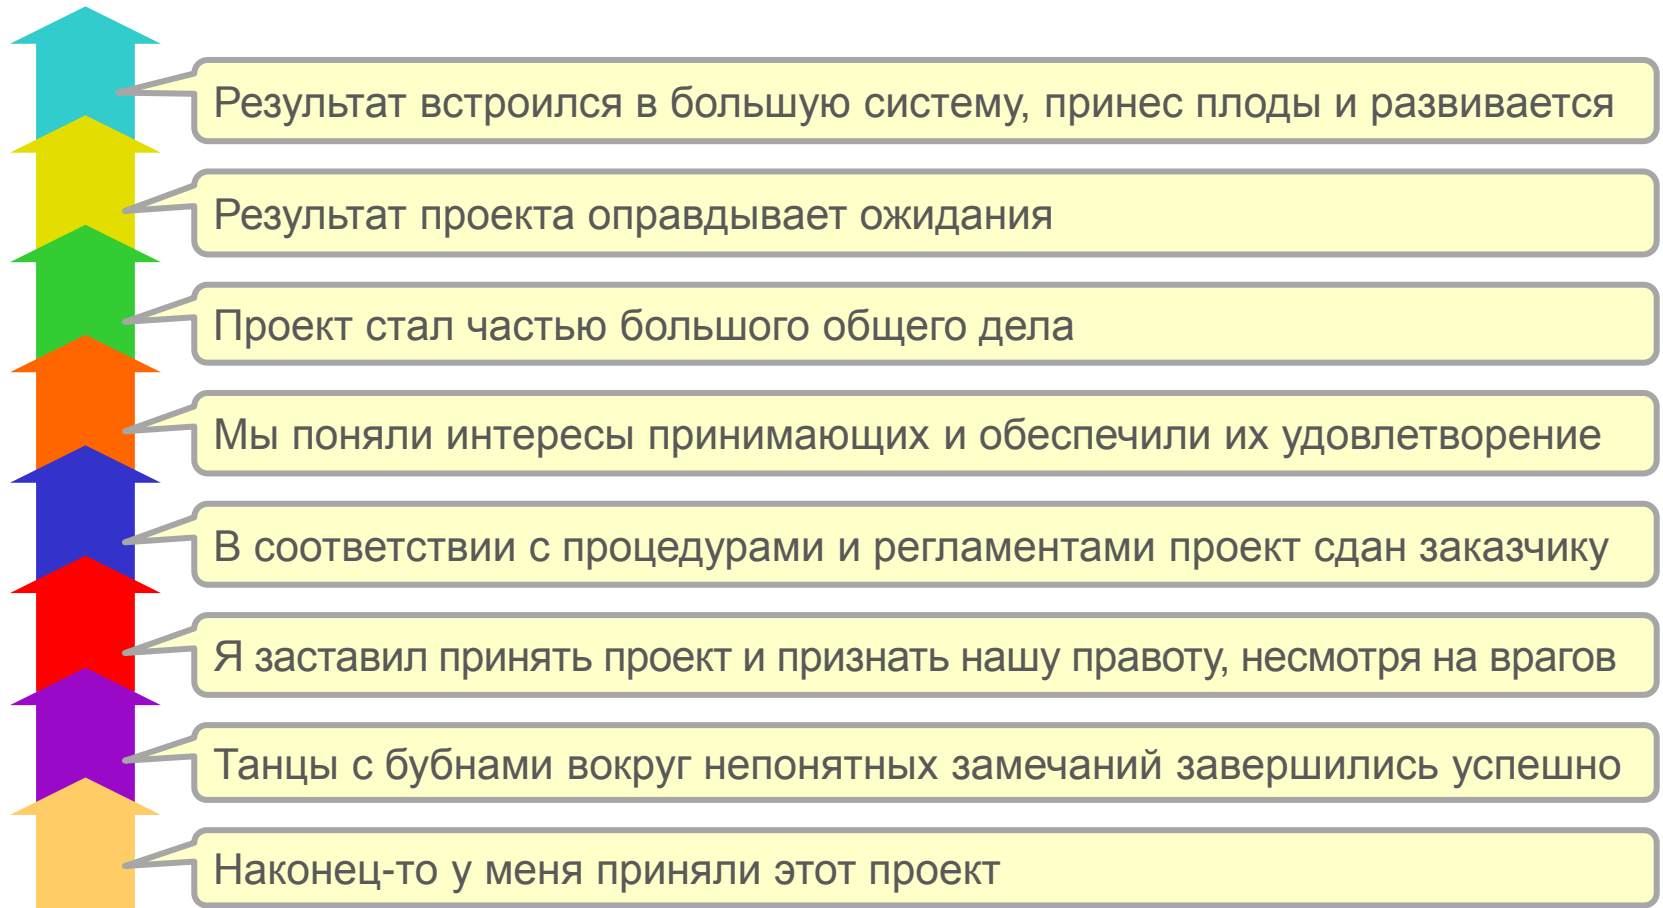 Результат встроился в большую систему, принес плоды и развивается
Результат проекта оправдывает ожидания
Проект стал частью большого общего дела
Мы поняли интересы принимающих и обеспечили их удовлетворение
В соответствии с процедурами и регламентами проект сдан заказчику
Я заставил принять проект и признать нашу правоту, несмотря на врагов
Танцы с бубнами вокруг непонятных замечаний завершились успешно
Наконец-то у меня приняли этот проект